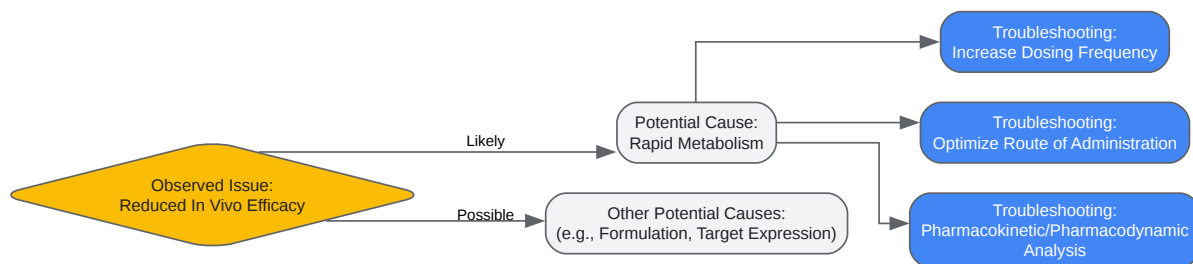 Observed Issue:
Reduced In Vivo Efficacy
Likely
Possible
Potential Cause:
Rapid Metabolism
Other Potential Causes:
(e.g., Formulation, Target Expression)
Troubleshooting:
Increase Dosing Frequency
Troubleshooting:
Optimize Route of Administration
Troubleshooting:
Pharmacokinetic/Pharmacodynamic
Analysis